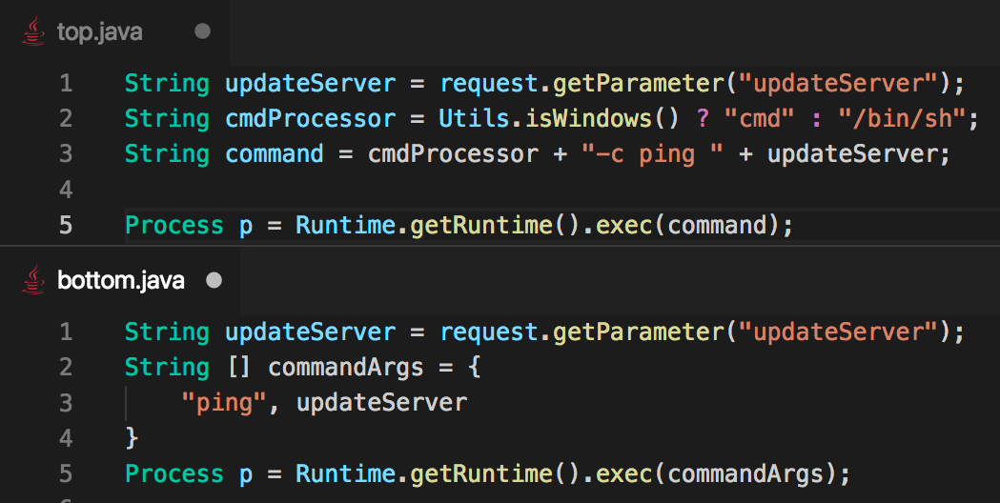 top.java
1 String updateServer = request.getParameter("updateServer");
2 String cmdProcessor = Utils.isWindows() ? "cmd" : "/bin/sh";
3 String command = cmdProcessor + "-c ping " + updateServer;
4
5 Process p = Runtime.getRuntime().exec(command);
bottom.java
1 String updateServer = request.getParameter("updateServer");
2 String [] commandArgs = {
3 "ping", updateServer
4 }
5 Process p = Runtime.getRuntime().exec(commandArgs);